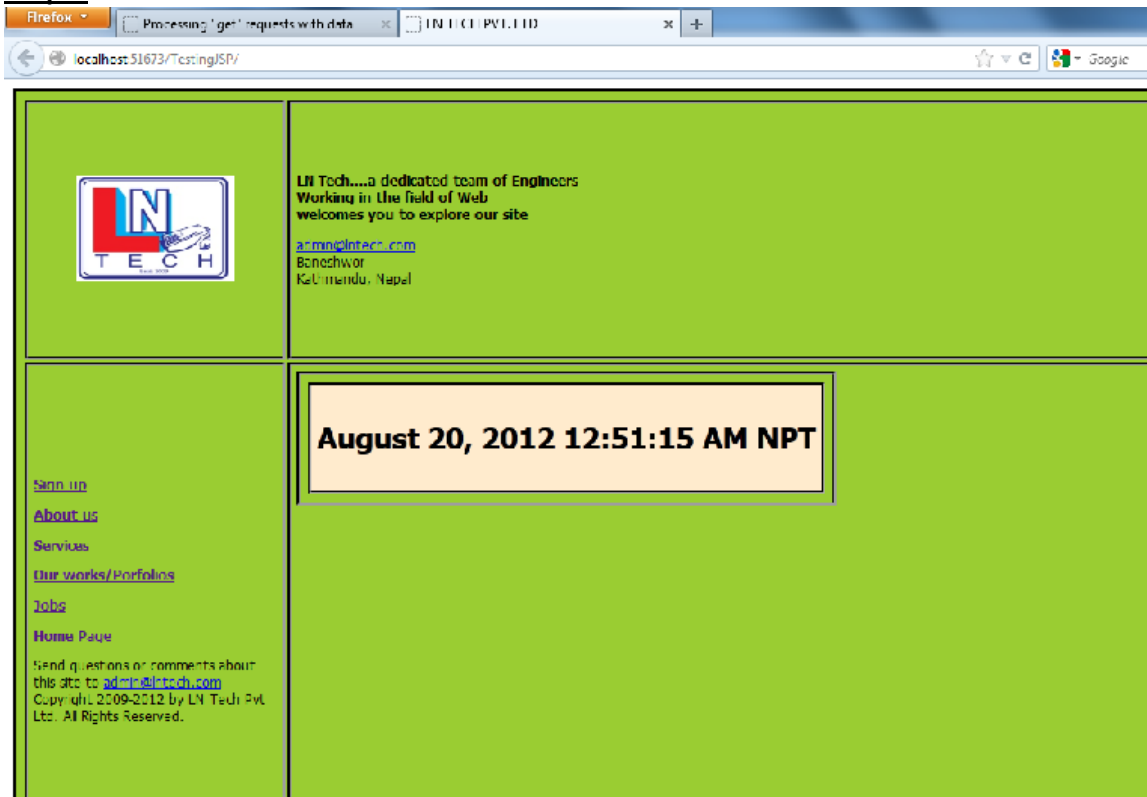 Firefox
Processing "get" requests with data
LN TECH PVT. LTD
localhost:51673/TestingJSP/
Google
LN
TECH
LN Tech....a dedicated team of Engineers
Working in the field of Web
welcomes you to explore our site
admin@lntech.com
Baneshwor
Kathmandu, Nepal
August 20, 2012 12:51:15 AM NPT
Sign up
About us
Services
Our works/Porfolios
Jobs
Home Page
Send questions or comments about
this site to admin@lntech.com
Copyright 2009-2012 by LN Tech Pvt.
Ltd. All Rights Reserved.